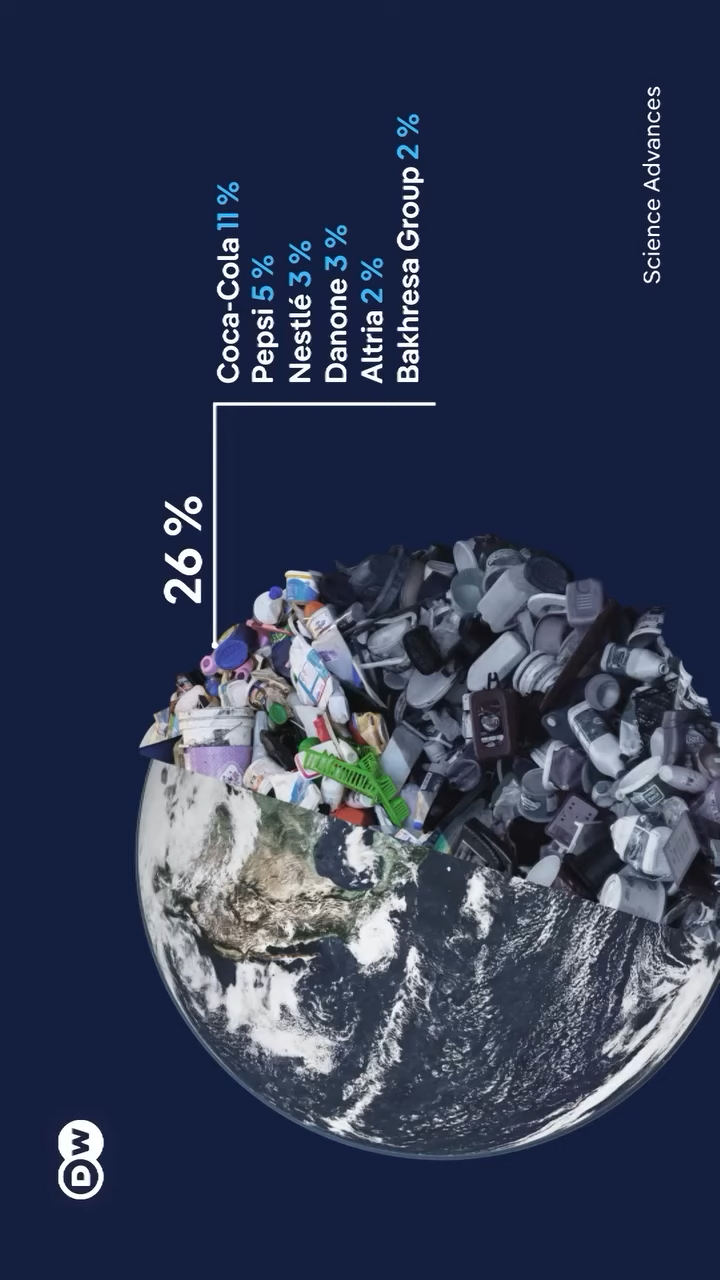 DW
26 %
Coca-Cola 11 %
Pepsi 5 %
Nestlé 3 %
Danone 3 %
Altria 2 %
Bakhresa Group 2 %
Science Advances